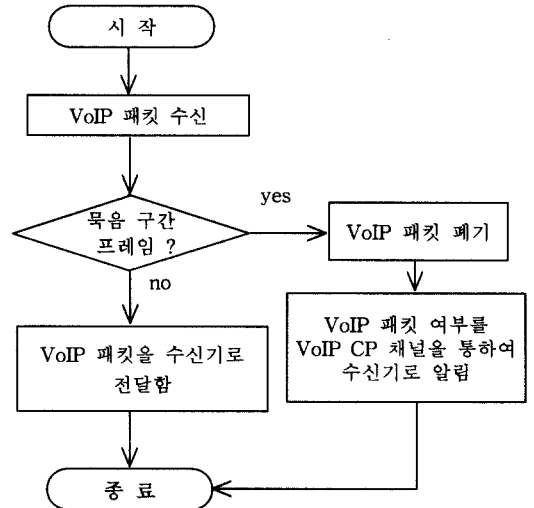 시 작
VoIP 패킷 수신
묵음 구간
프레임 ?
yes
no
VoIP 패킷 폐기
VoIP 패킷을 수신기로
전달함
VoIP 패킷 여부를
VoIP CP 채널을 통하여
수신기로 알림
종 료